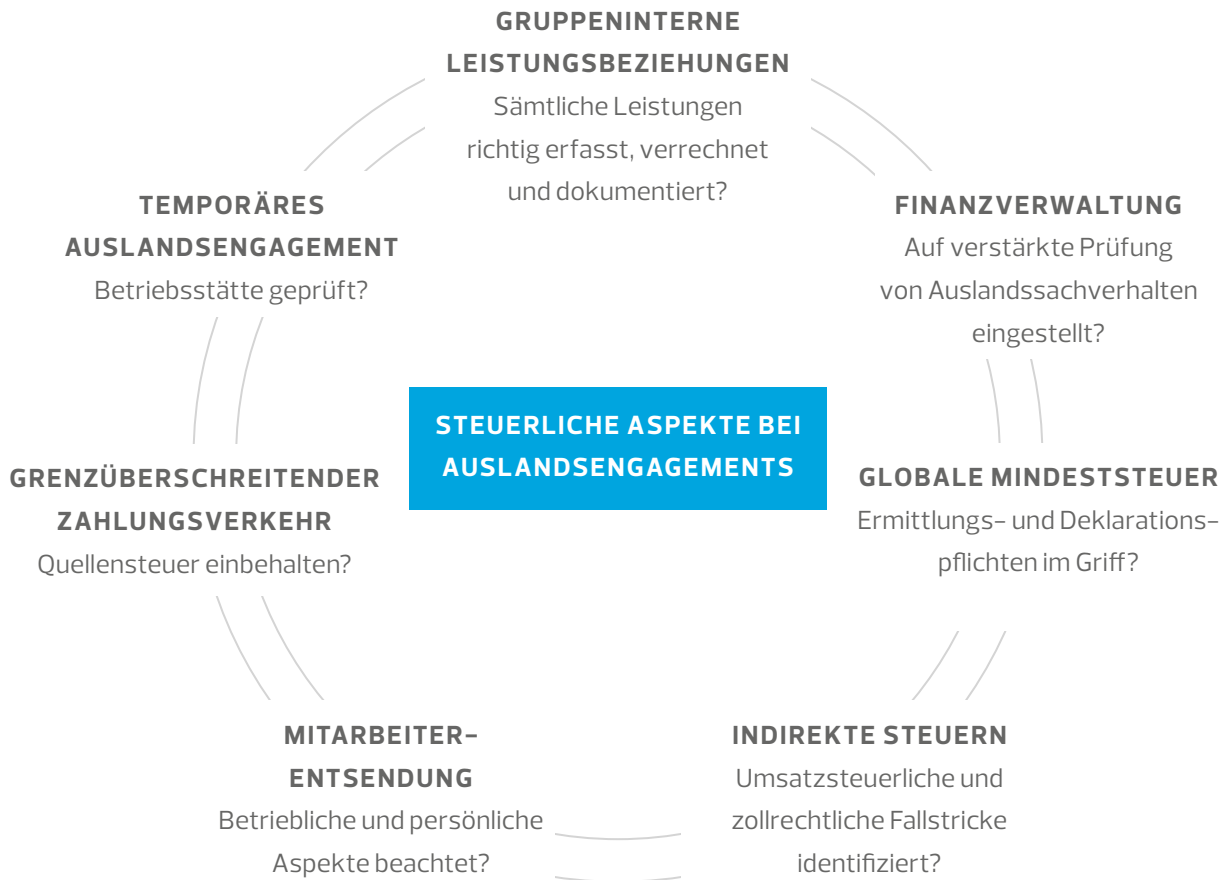 GRUPPENINTERNE
LEISTUNGSBEZIEHUNGEN
Sämtliche Leistungen
richtig erfasst, verrechnet
und dokumentiert?
TEMPORÄRES
AUSLANDSENGAGEMENT
Betriebsstätte geprüft?
FINANZVERWALTUNG
Auf verstärkte Prüfung
von Auslandssachverhalten
eingestellt?
STEUERLICHE ASPEKTE BEI
AUSLANDSENGAGEMENTS
GRENZÜBERSCHREITENDER
ZAHLUNGSVERKEHR
Quellensteuer einbehalten?
GLOBALE MINDESTSTEUER
Ermittlungs- und Deklarations-
pflichten im Griff?
MITARBEITER-
ENTSENDUNG
Betriebliche und persönliche
Aspekte beachtet?
INDIREKTE STEUERN
Umsatzsteuerliche und
zollrechtliche Fallstricke
identifiziert?